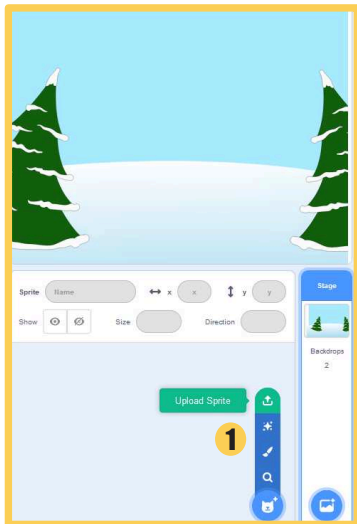 Sprite Name x x y y
Stage
Show Size Direction
Backdrops
2
Upload Sprite
1